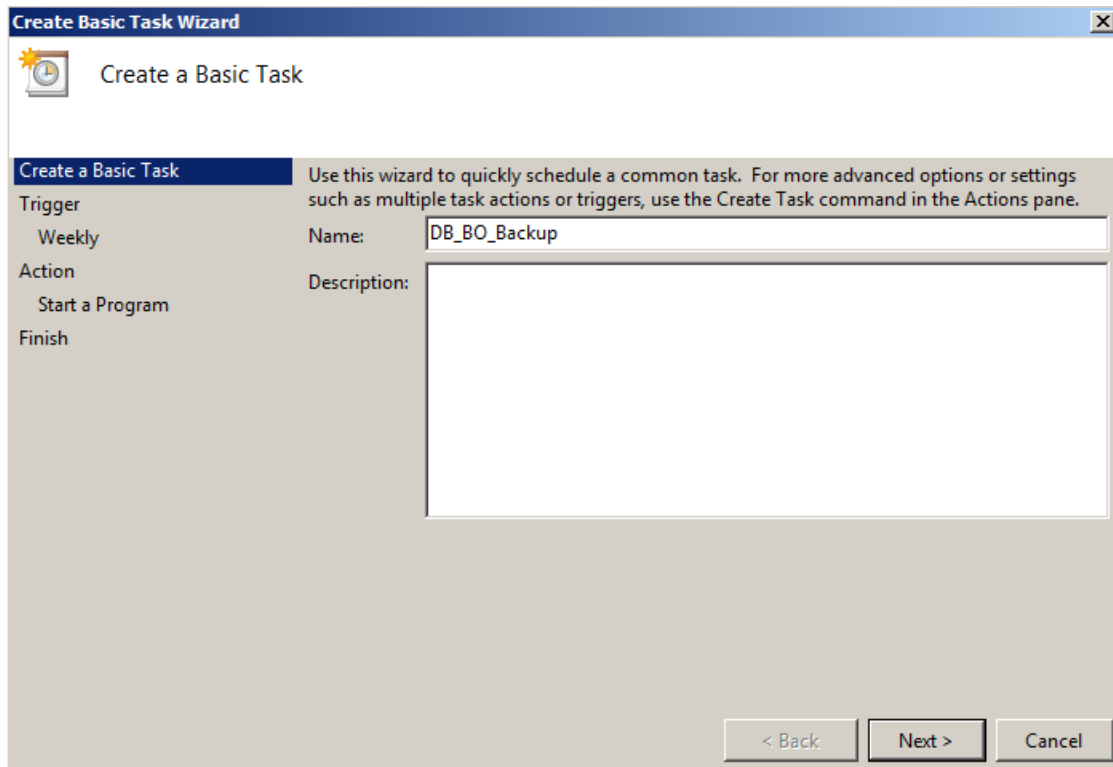 Create Basic Task Wizard
Create a Basic Task
Create a Basic Task
Trigger
Weekly
Action
Start a Program
Finish
Use this wizard to quickly schedule a common task.  For more advanced options or settings
such as multiple task actions or triggers, use the Create Task command in the Actions pane.
Name: DB_BO_Backup
Description:
< Back Next > Cancel